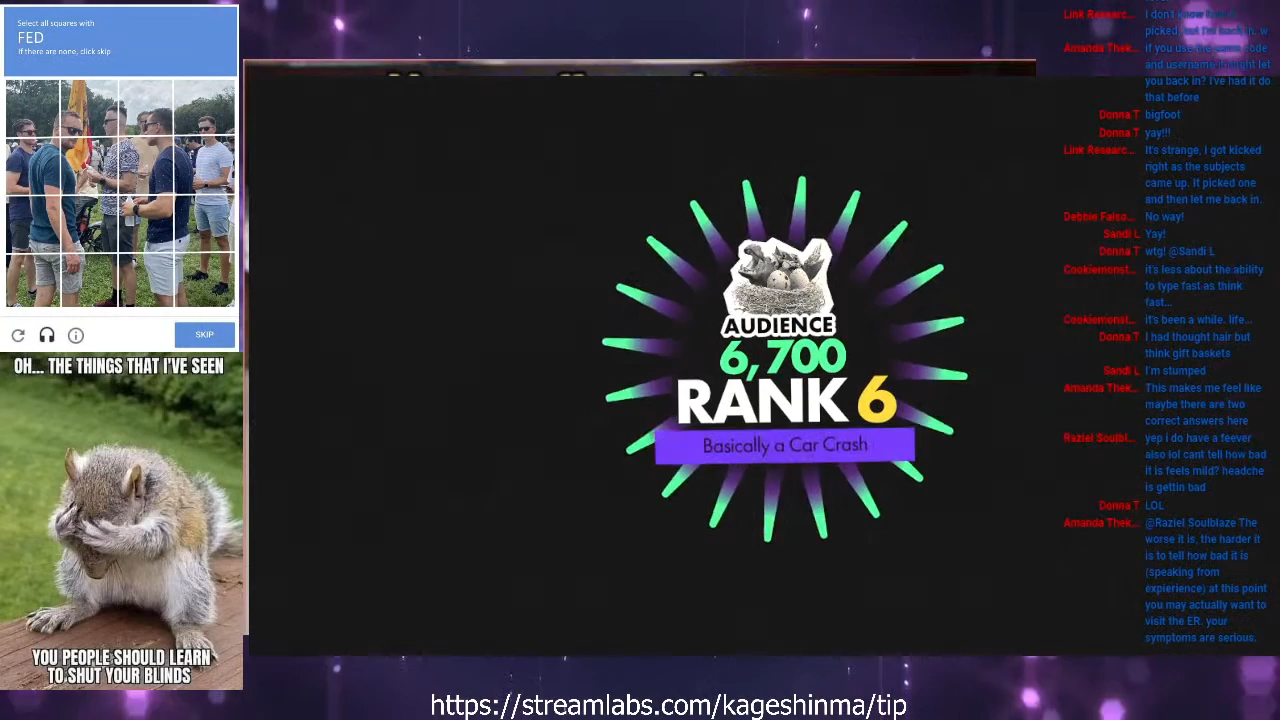 Select all squares with
FED
If there are none, click skip
SKIP
OH... THE THINGS THAT I'VE SEEN
YOU PEOPLE SHOULD LEARN
TO SHUT YOUR BLINDS
AUDIENCE
6,700
RANK 6
Basically a Car Crash
https://streamlabs.com/kageshinma/tip
Link Researc...
Amanda Thek... if you use the same code
and username
you back in? I've had it do
that before
Donna T bigfoot
Donna T yay!!!
Link Researc... It's strange, I got kicked
right as the subjects
came up. It picked one
and then let me back in.
Debbie Falso... No way!
Sandi L Yay!
Donna T wtg! @Sandi L
Cookiemonst... it's less about the ability
to type fast as think
fast...
Cookiemonst... it's been a while. life...
Donna T I had thought hair but
think gift baskets
Sandi L I'm stumped
Amanda Thek... This makes me feel like
maybe there are two
correct answers here
Raziel Soulbl... yep i do have a feever
also lol cant tell how bad
it is feels mild? headche
is gettin bad
Donna T LOL
Amanda Thek... @Raziel Soulblaze The
worse it is, the harder it
is to tell how bad it is
(speaking from
expierience) at this point
you may actually want to
visit the ER. your
symptoms are serious.